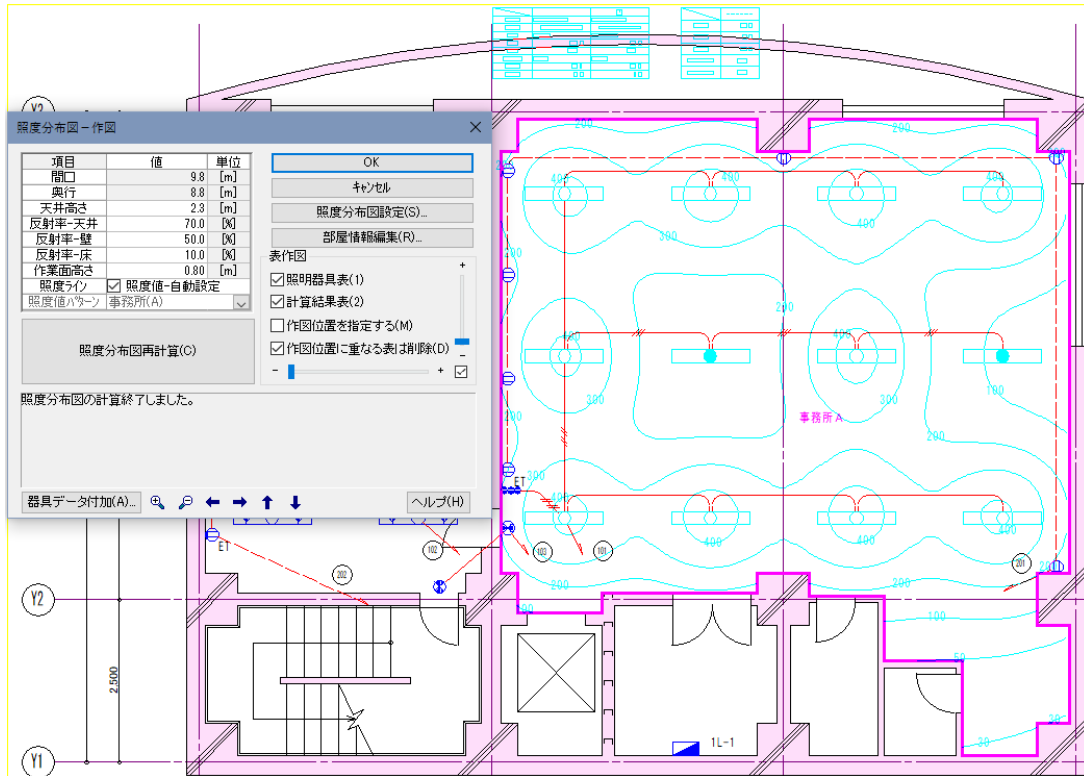 照度分布図-作図
項目 値 単位
間口 9.8 [m]
奥行 8.8 [m]
天井高さ 2.3 [m]
反射率-天井 70.0 [%]
反射率-壁 50.0 [%]
反射率-床 10.0 [%]
作業面高さ 0.80 [m]
照度ライン 照度値-自動設定
照度値パターン 事務所(A)
照度分布図再計算(C)
OK
キャンセル
照度分布図設定(S)...
部屋情報編集(R)...
表作図
照明器具表(1)
計算結果表(2)
作図位置を指定する(M)
作図位置に重なる表は削除(D)
+
-
- +
照度分布図の計算終了しました。
器具データ付加(A)...
ヘルプ(H)
200
200
400
400
400
400
300
300
200
200
400
400
300
300
100
200
200
事務所A
300
ET
400
400
400
400
200
300
ET
102
103
101
201
202
Y2
100
50
30
30
2,500
1L-1
Y1